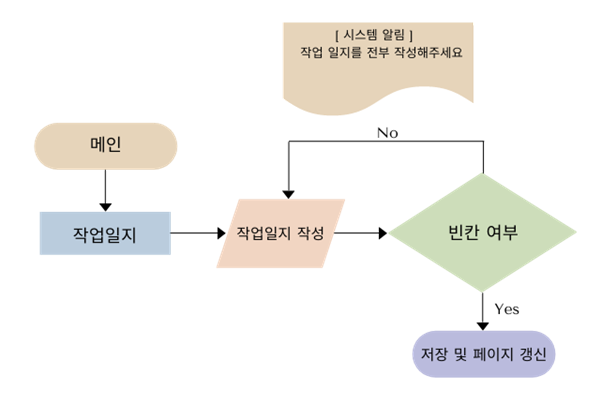 [ 시스템 알림 ]
작업 일지를 전부 작성해주세요
No
메인
작업일지
작업일지 작성
빈칸 여부
Yes
저장 및 페이지 갱신